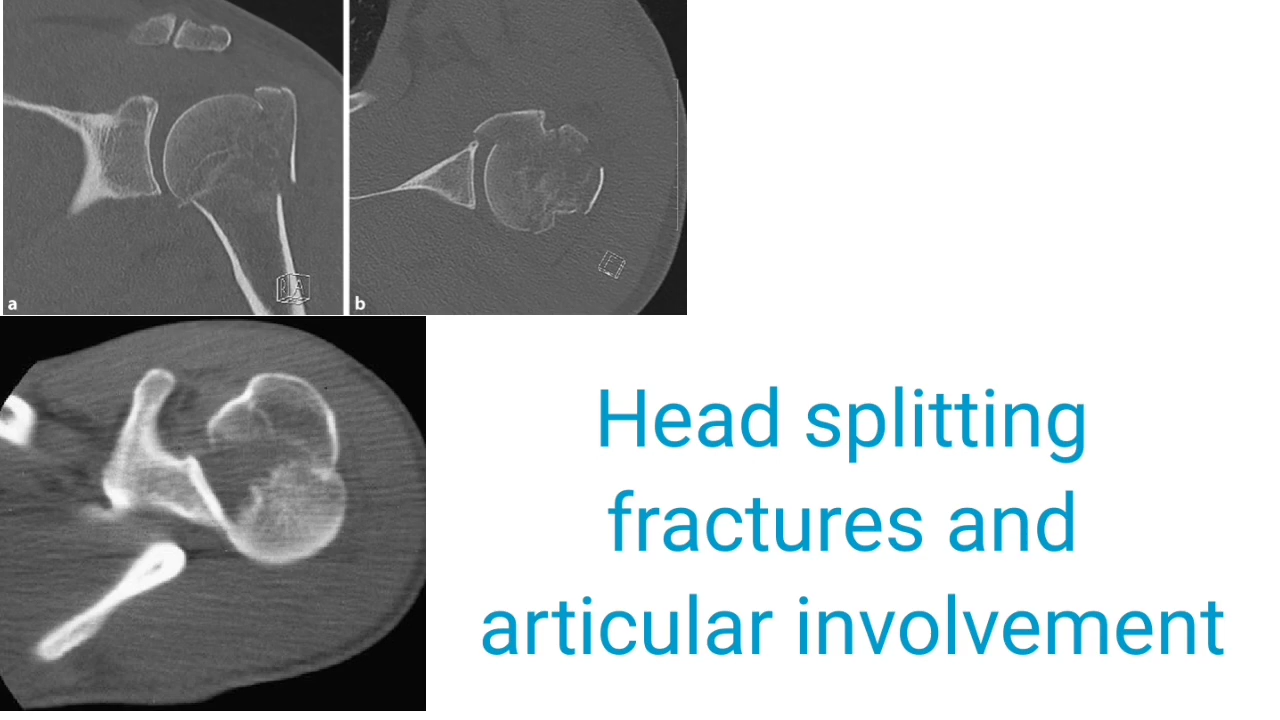 a
b
R A
F
Head splitting
fractures and
articular involvement